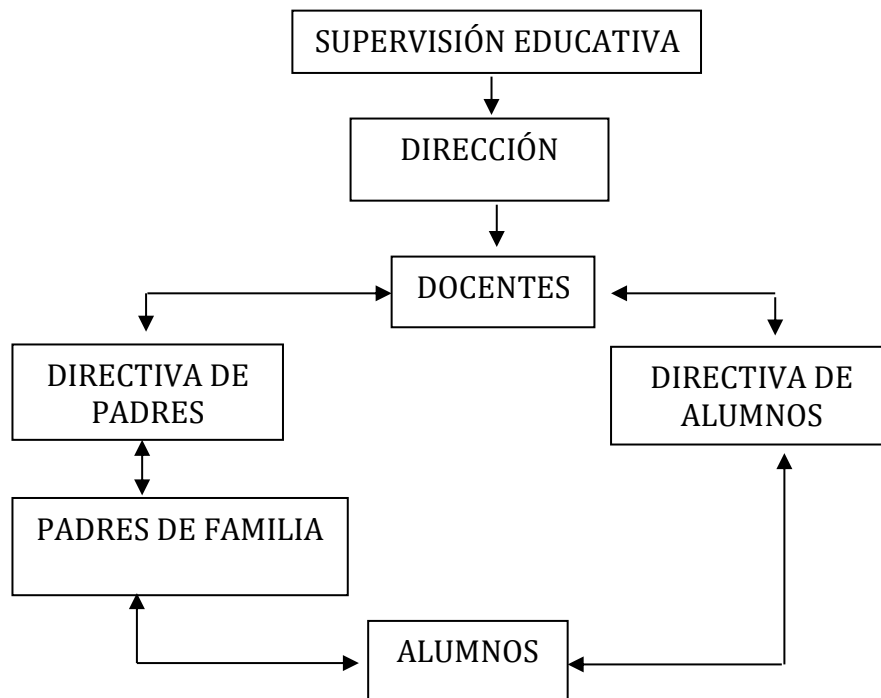 SUPERVISIÓN EDUCATIVA
DIRECCIÓN
DOCENTES
DIRECTIVA DE
PADRES
DIRECTIVA DE
ALUMNOS
PADRES DE FAMILIA
ALUMNOS